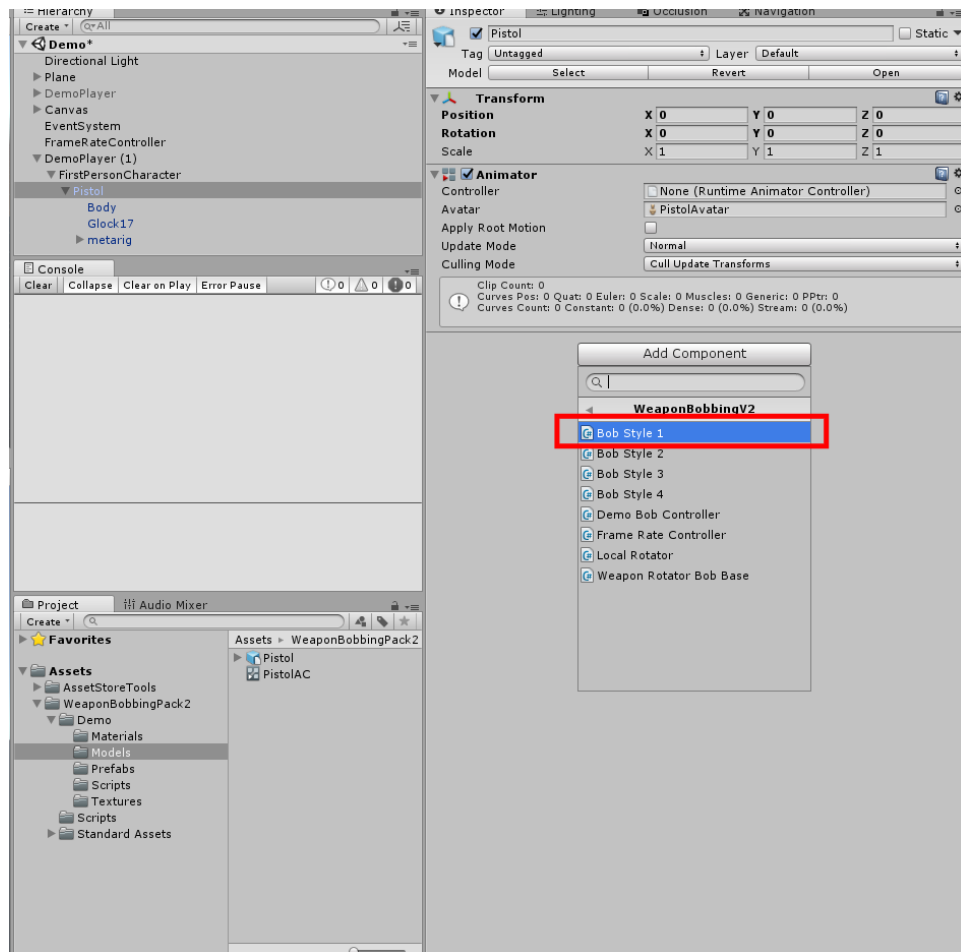 Hierarchy
Create
All
Demo*
Directional Light
Plane
DemoPlayer
Canvas
EventSystem
FrameRateController
DemoPlayer (1)
FirstPersonCharacter
Pistol
Body
Glock17
metarig
Console
Clear Collapse Clear on Play Error Pause 0 0 0
Project Audio Mixer
Create
Favorites
Assets
AssetStoreTools
WeaponBobbingPack2
Demo
Materials
Models
Prefabs
Scripts
Textures
Scripts
Standard Assets
Assets WeaponBobbingPack2
Pistol
PistolAC
Inspector Lighting Occlusion Navigation
Pistol Static
Tag Untagged Layer Default
Model Select Revert Open
Transform
Position X 0 Y 0 Z 0
Rotation X 0 Y 0 Z 0
Scale X 1 Y 1 Z 1
Animator
Controller None (Runtime Animator Controller)
Avatar PistolAvatar
Apply Root Motion
Update Mode Normal
Culling Mode Cull Update Transforms
Clip Count: 0
Curves Pos: 0 Quat: 0 Euler: 0 Scale: 0 Muscles: 0 Generic: 0 PPtr: 0
Curves Count: 0 Constant: 0 (0.0%) Dense: 0 (0.0%) Stream: 0 (0.0%)
Add Component
WeaponBobbingV2
Bob Style 1
Bob Style 2
Bob Style 3
Bob Style 4
Demo Bob Controller
Frame Rate Controller
Local Rotator
Weapon Rotator Bob Base